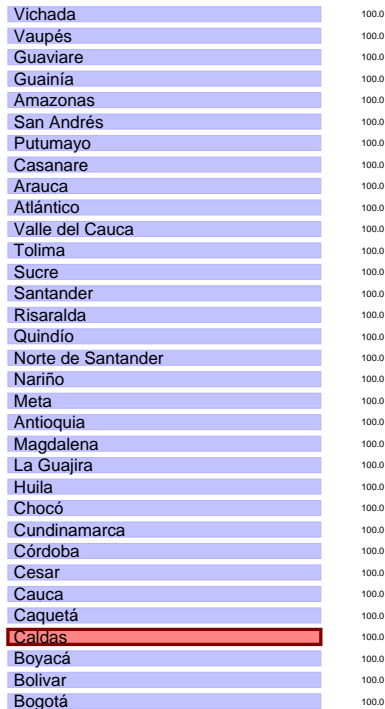 Vichada 100.0
Vaupés 100.0
Guaviare 100.0
Guainía 100.0
Amazonas 100.0
San Andrés 100.0
Putumayo 100.0
Casanare 100.0
Arauca 100.0
Atlántico 100.0
Valle del Cauca 100.0
Tolima 100.0
Sucre 100.0
Santander 100.0
Risaralda 100.0
Quindío 100.0
Norte de Santander 100.0
Nariño 100.0
Meta 100.0
Antioquia 100.0
Magdalena 100.0
La Guajira 100.0
Huila 100.0
Chocó 100.0
Cundinamarca 100.0
Córdoba 100.0
Cesar 100.0
Cauca 100.0
Caquetá 100.0
Caldas 100.0
Boyacá 100.0
Bolivar 100.0
Bogotá 100.0